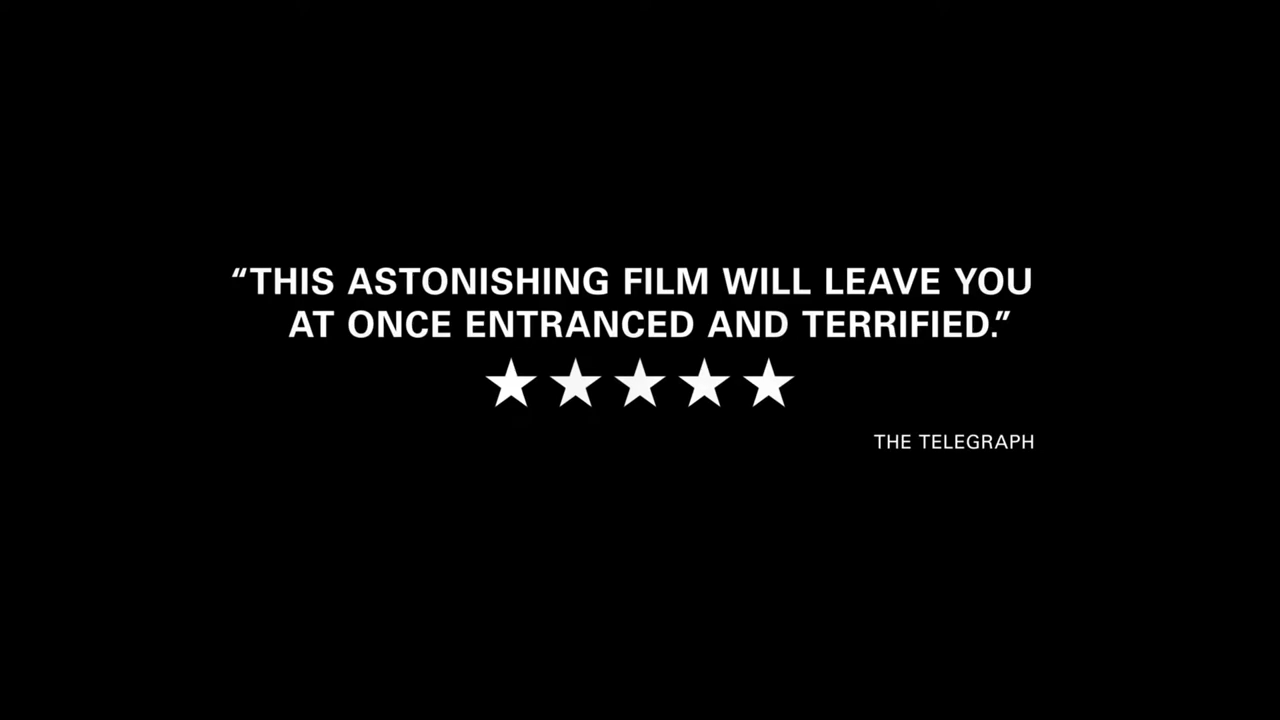 “THIS ASTONISHING FILM WILL LEAVE YOU
AT ONCE ENTRANCED AND TERRIFIED.”
★★★★★
THE TELEGRAPH